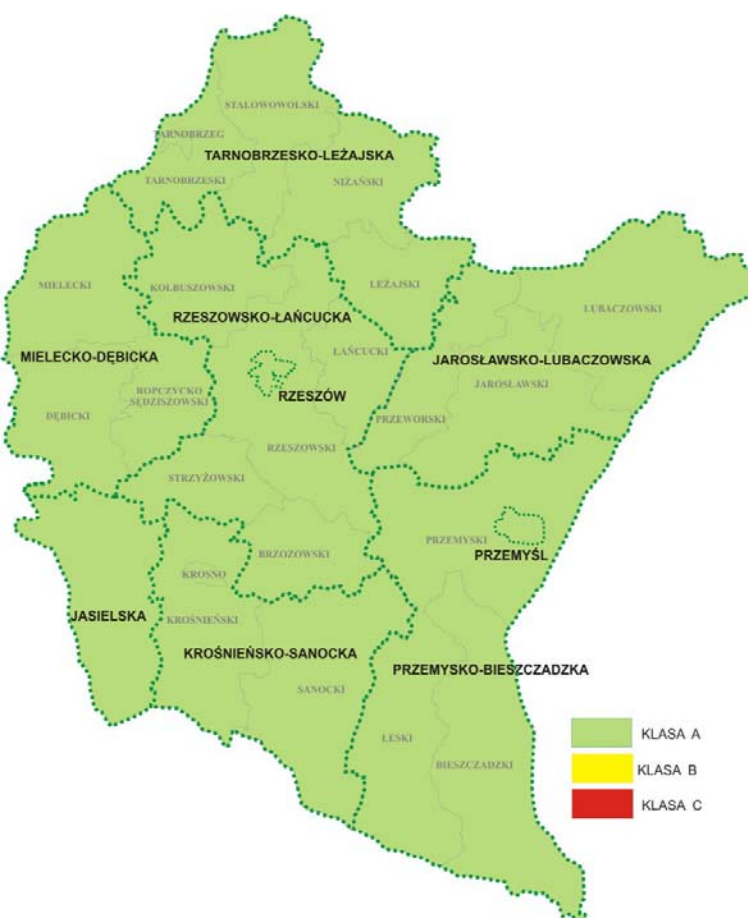 STALOWOWOLSKI
TARNOBRZEG
TARNOBRZESKO-LEŻAJSKA
TARNOBRZESKI
NIŻAŃSKI
MIELECKI
KOLBUSZOWSKI
LEŻAJSKI
LUBACZOWSKI
RZESZOWSKO-ŁAŃCUCKA
ŁAŃCUCKI
MIELECKO-DĘBICKA
JAROSŁAWSKO-LUBACZOWSKA
JAROSŁAWSKI
ROPCZYCKO
SĘDZISZOWSKI
RZESZÓW
DĘBICKI
PRZEWORSKI
RZESZOWSKI
STRZYŻOWSKI
PRZEMYSKI
PRZEMYŚL
BRZOZOWSKI
KROSNO
JASIELSKA
KROŚNIEŃSKI
KROŚNIEŃSKO-SANOCKA
PRZEMYSKO-BIESZCZADZKA
SANOCKI
LESKI
BIESZCZADZKI
KLASA A
KLASA B
KLASA C